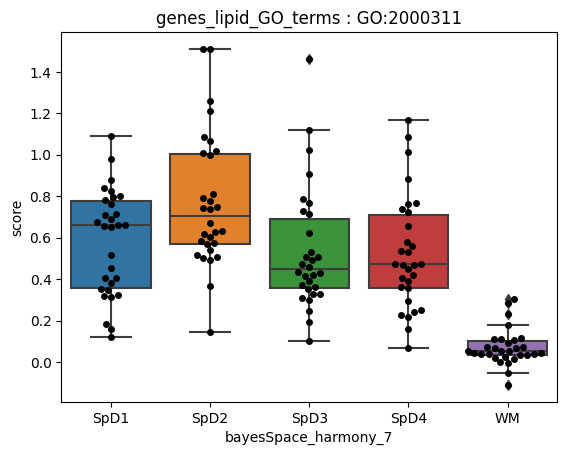 genes_lipid_GO_terms : GO:2000311
score
1.4
1.2
1.0
0.8
0.6
0.4
0.2
0.0
SpD1 SpD2 SpD3 SpD4 WM
bayesSpace_harmony_7